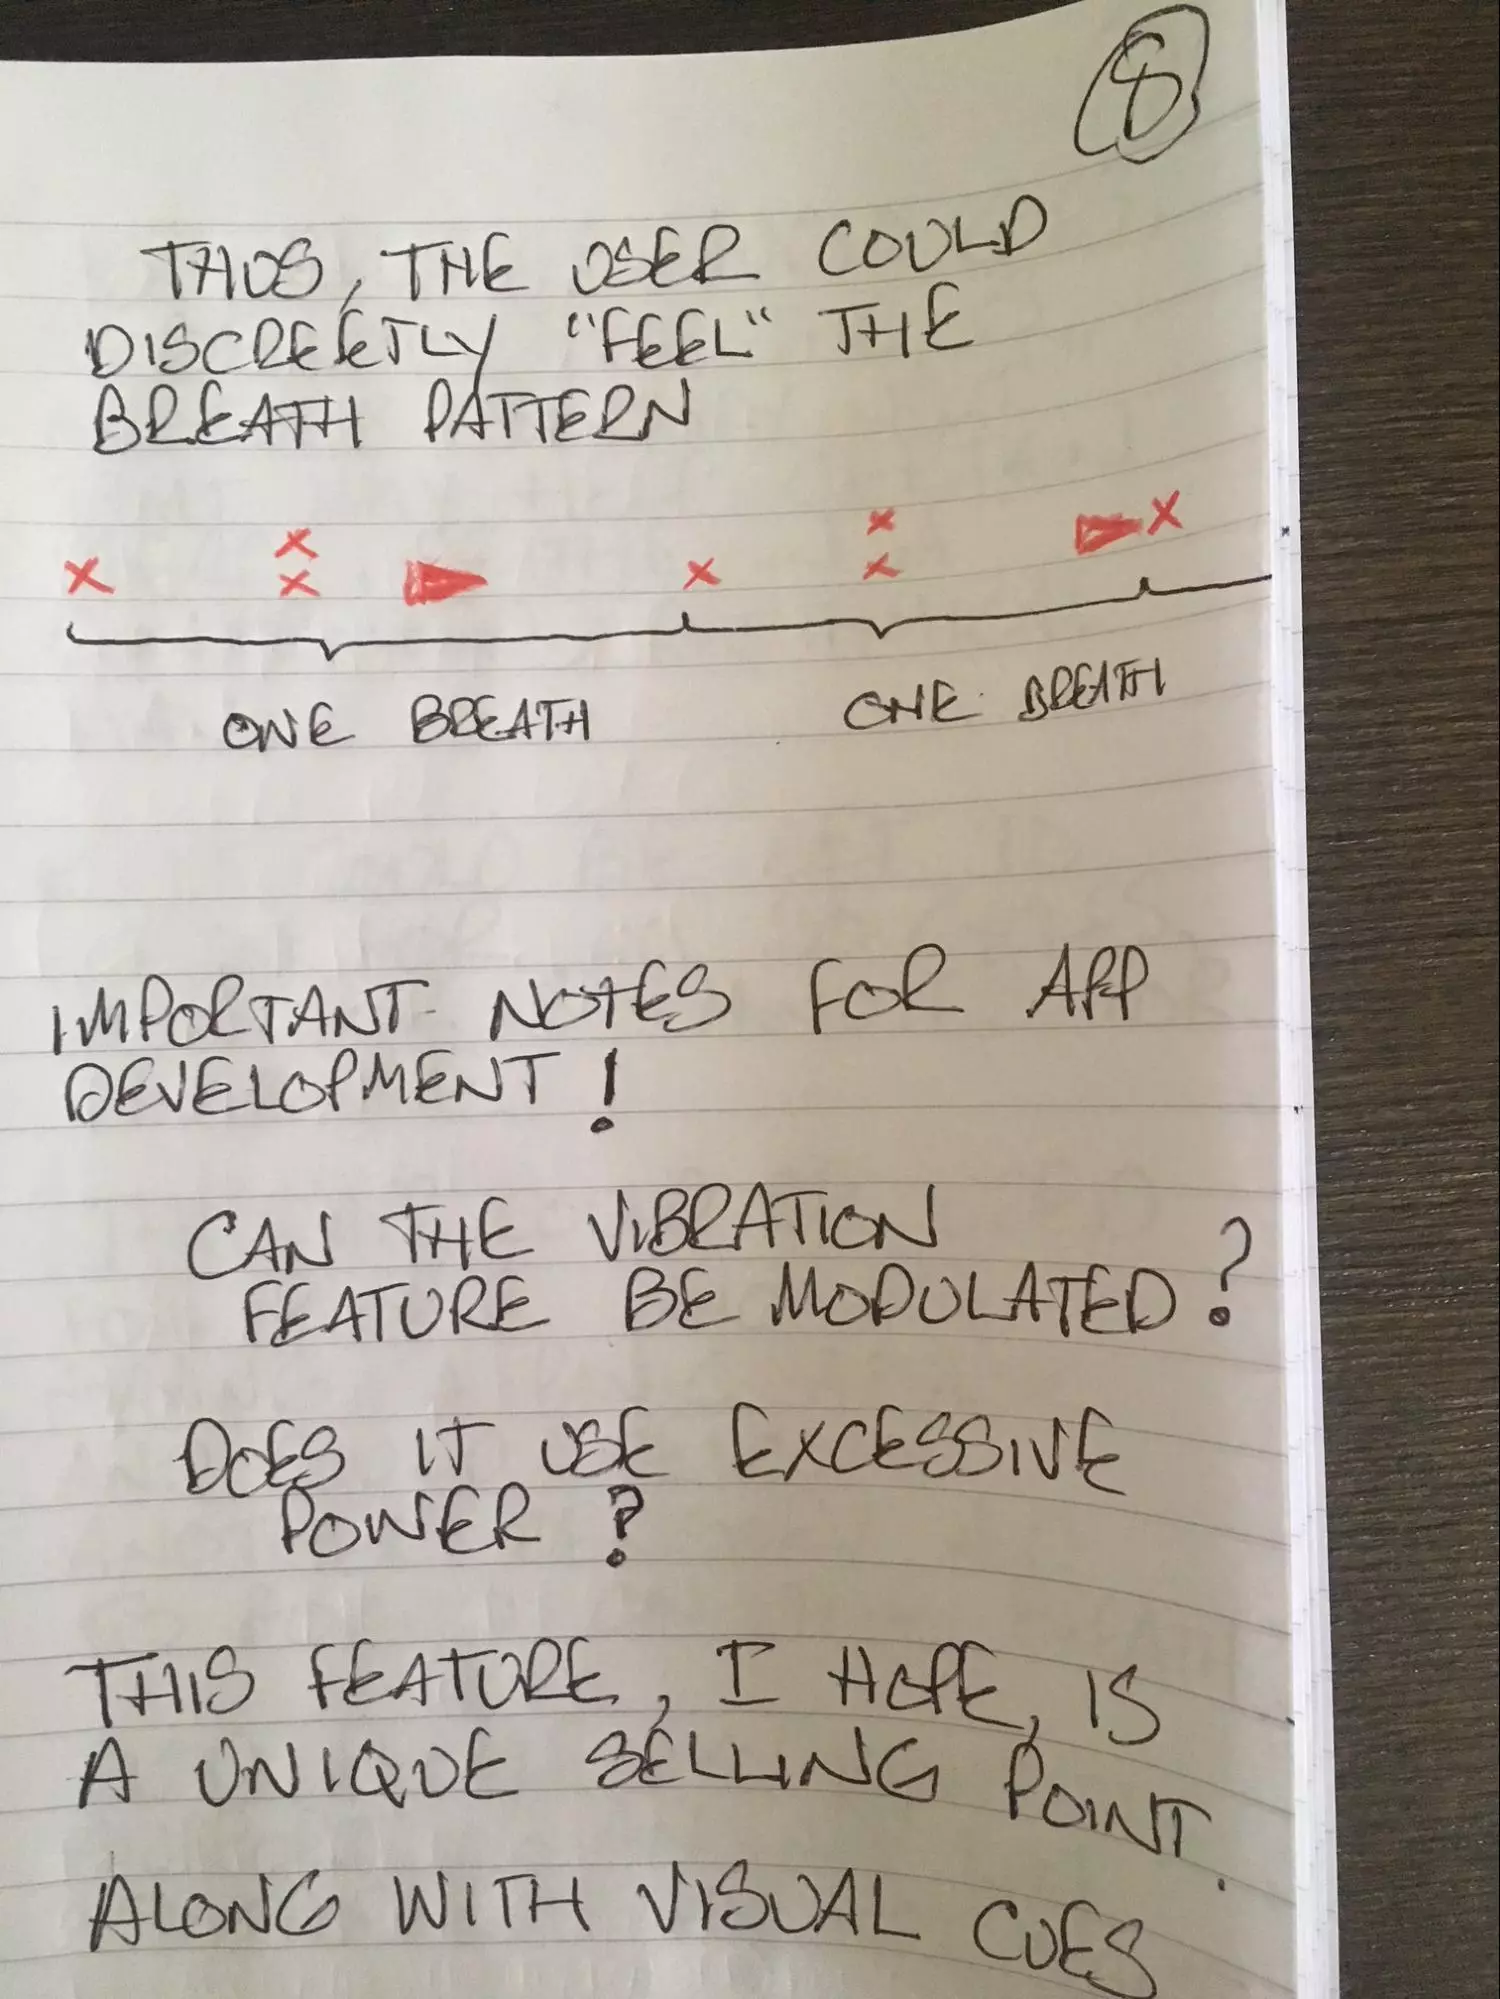 8
THUS, THE USER COULD
DISCREETLY "FEEL" THE
BREATH PATTERN
X X X X X X X
ONE BREATH ONE BREATH
IMPORTANT NOTES FOR APP
DEVELOPMENT!
CAN THE VIBRATION
FEATURE BE MODULATED?
DOES IT USE EXCESSIVE
POWER?
THIS FEATURE, I HOPE, IS
A UNIQUE SELLING POINT.
ALONG WITH VISUAL CUES